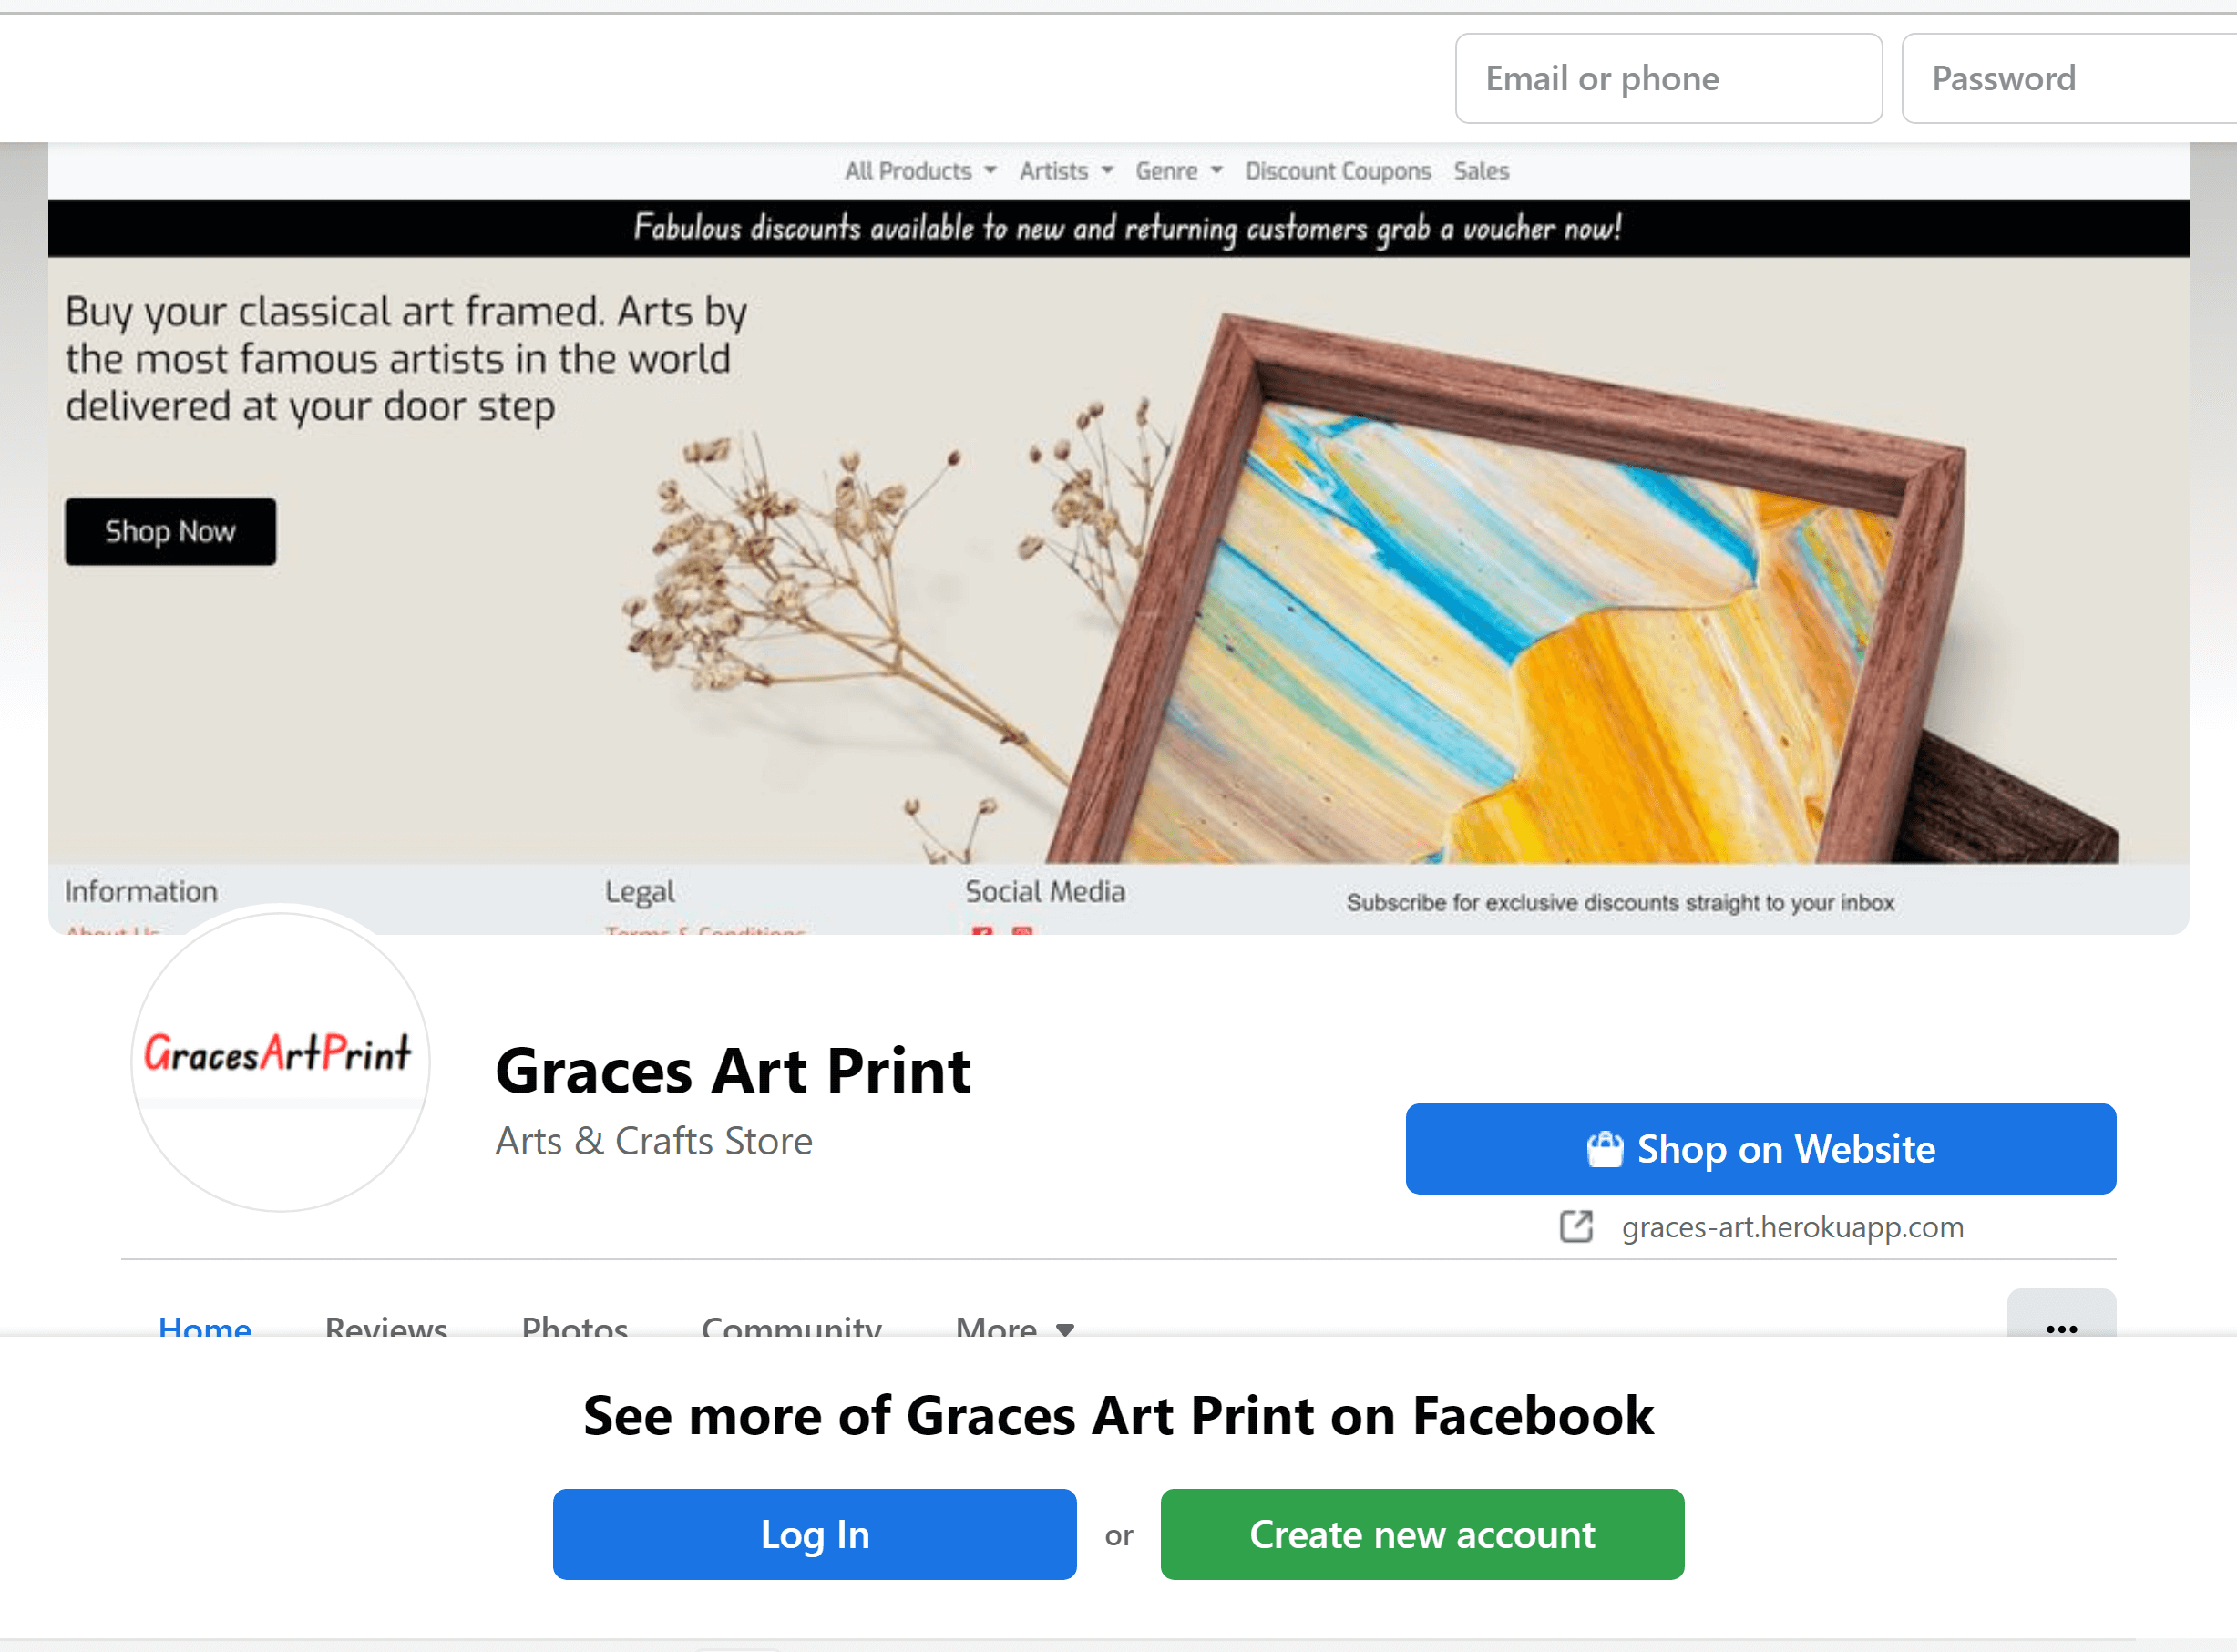 Email or phone
Password
All Products Artists Genre Discount Coupons Sales
Fabulous discounts available to new and returning customers grab a voucher now!
Buy your classical art framed. Arts by
the most famous artists in the world
delivered at your door step
Shop Now
Information
Legal
Social Media
Subscribe for exclusive discounts straight to your inbox
About Us
Terms & Conditions
GracesArtPrint
Graces Art Print
Arts & Crafts Store
Shop on Website
graces-art.herokuapp.com
Home
Reviews
Photos
Community
More
See more of Graces Art Print on Facebook
Log In
or
Create new account